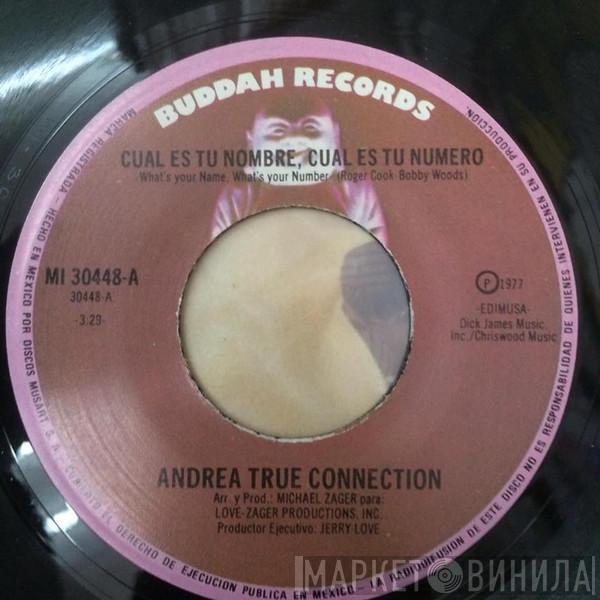 BUDDAH RECORDS
CUAL ES TU NOMBRE, CUAL ES TU NUMERO
What's your Name, What's your Number (Roger Cook-Bobby Woods)
MI 30448-A
30448-A
-3:29-
P 1977
-EDIMUSA-
Dick James Music,
Inc./Chriswood Music
ANDREA TRUE CONNECTION
Arr. y Prod.: MICHAEL ZAGER para:
LOVE-ZAGER PRODUCTIONS, INC.
Productor Ejecutivo: JERRY LOVE
MARCA REGISTRADA - HECHO EN MEXICO POR DISCOS MUSART, S. A.
EL DERECHO DE EJECUCION PUBLICA EN MEXICO - LA RADIODIFUSION DE ESTE DISCO NO ES RESPONSABILIDAD DE QUIENES INTERVIENEN EN SU PRODUCCION.
МАРКЕТ ВИНИЛА